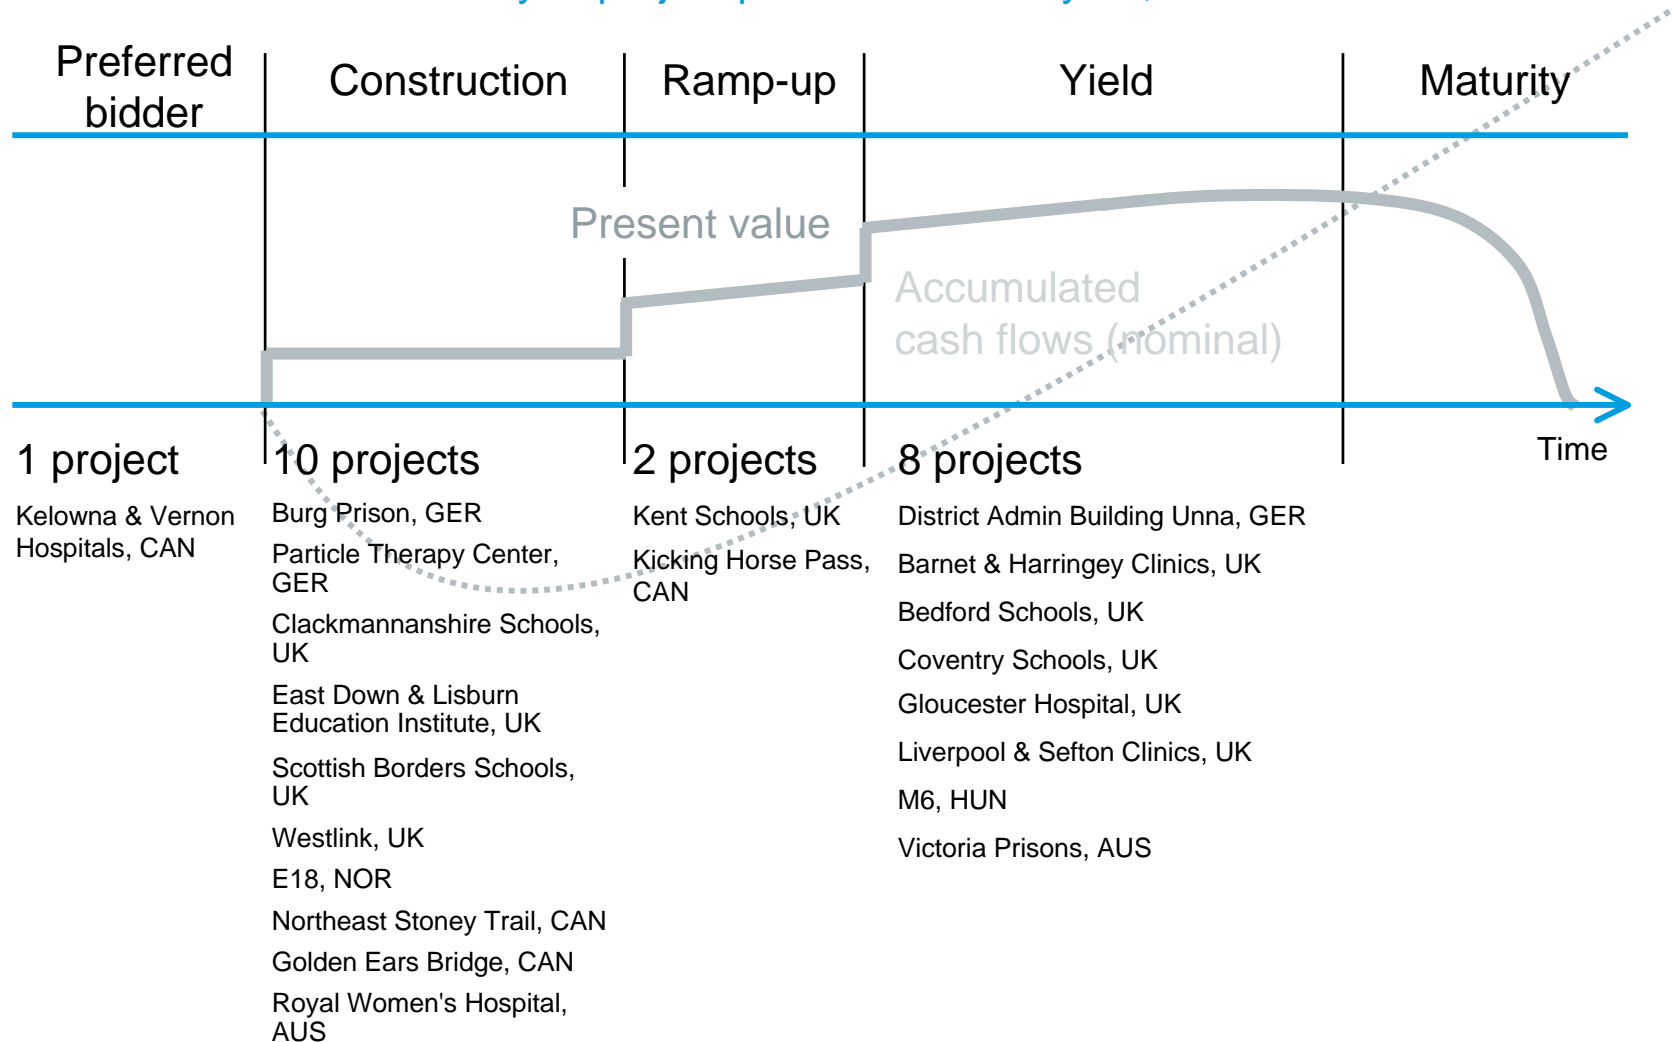 Preferred
bidder
Construction
Ramp-up
Yield
Maturity
Present value
Accumulated
cash flows (nominal)
Time
1 project
Kelowna & Vernon
Hospitals, CAN
10 projects
Burg Prison, GER
Particle Therapy Center,
GER
Clackmannanshire Schools,
UK
East Down & Lisburn
Education Institute, UK
Scottish Borders Schools,
UK
Westlink, UK
E18, NOR
Northeast Stoney Trail, CAN
Golden Ears Bridge, CAN
Royal Women's Hospital,
AUS
2 projects
Kent Schools, UK
Kicking Horse Pass,
CAN
8 projects
District Admin Building Unna, GER
Barnet & Harringey Clinics, UK
Bedford Schools, UK
Coventry Schools, UK
Gloucester Hospital, UK
Liverpool & Sefton Clinics, UK
M6, HUN
Victoria Prisons, AUS